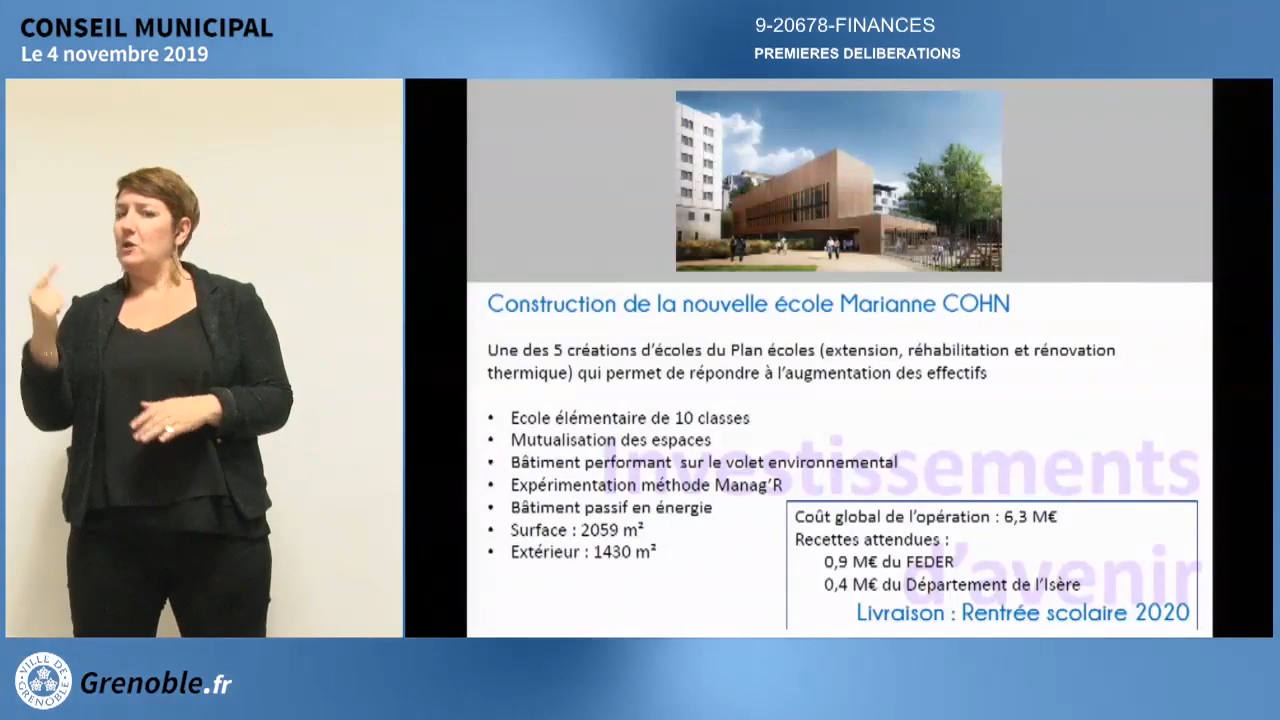 CONSEIL MUNICIPAL
Le 4 novembre 2019
9-20678-FINANCES
PREMIERES DELIBERATIONS
Construction de la nouvelle école Marianne COHN
Une des 5 créations d'écoles du Plan écoles (extension, réhabilitation et rénovation
thermique) qui permet de répondre à l'augmentation des effectifs
• Ecole élémentaire de 10 classes
• Mutualisation des espaces
• Bâtiment performant sur le volet environnemental
• Expérimentation méthode Manag'R
• Bâtiment passif en énergie
• Surface : 2059 m²
• Extérieur : 1430 m²
Investissements
d'avenir
Coût global de l'opération : 6,3 M€
Recettes attendues :
0,9 M€ du FEDER
0,4 M€ du Département de l'Isère
Livraison : Rentrée scolaire 2020
VILLE DE
GRENOBLE
Grenoble.fr